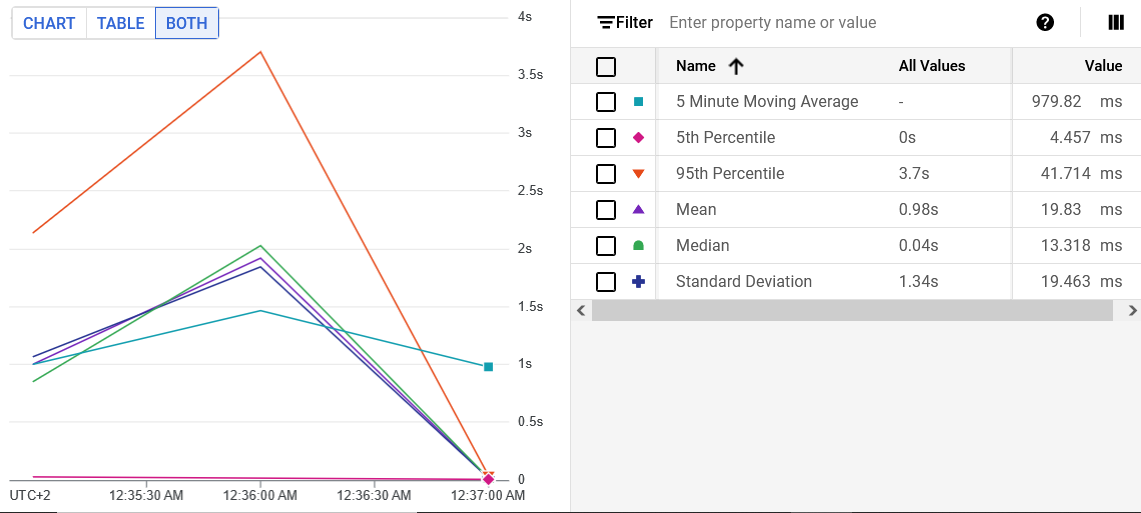 CHART TABLE BOTH
4s
3.5s
3s
2.5s
2s
1.5s
1s
0.5s
0
UTC+2 12:35:30 AM 12:36:00 AM 12:36:30 AM 12:37:00 AM
Filter Enter property name or value
Name All Values Value
5 Minute Moving Average - 979.82 ms
5th Percentile 0s 4.457 ms
95th Percentile 3.7s 41.714 ms
Mean 0.98s 19.83 ms
Median 0.04s 13.318 ms
Standard Deviation 1.34s 19.463 ms